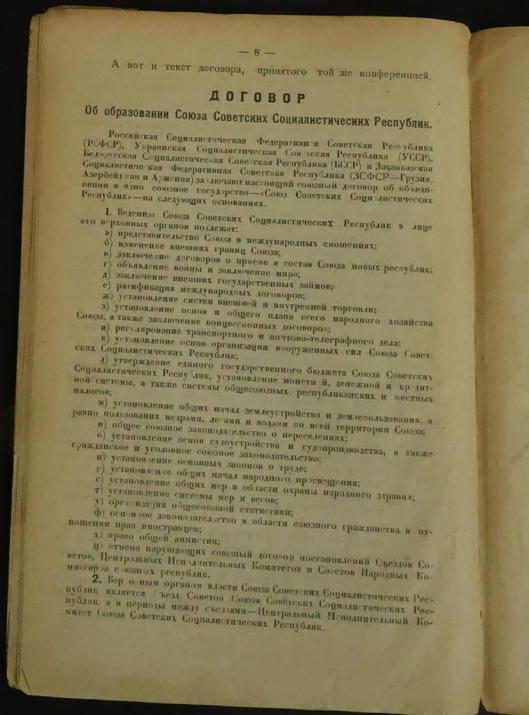 — 8 —
А вот и текст договора, принятого той же конференцией.
ДОГОВОР
Об образовании Союза Советских Социалистических Республик.
Российская Социалистическая Федеративная Советская Республика
(РСФСР), Украинская Социалистическая Советская Республика (УССР),
Белорусская Социалистическая Советская Республика (БССР) и Закавказская
Социалистическая Федеративная Советская Республика (ЗСФСР—Грузия,
Азербейджан и Армения) заключают настоящий союзный договор об объеди-
нении в одно союзное государство—«Союз Советских Социалистических
Республик»—на следующих основаниях.
1. Ведению Союза Советских Социалистических Республик в лице
его верховных органов подлежат:
а) представительство Союза в международных сношениях;
б) изменение внешних границ Союза;
в) заключение договоров о приеме в состав Союза новых республик;
г) объявление войны и заключение мира;
д) заключение внешних государственных займов;
е) ратификация международных договоров;
ж) установление систем внешней и внутренней торговли;
з) установление основ и общего плана всего народного хозяйства
Союза, а также заключение концессионных договоров;
и) регулирование транспортного и почтово-телеграфного дела;
к) установление основ организации вооруженных сил Союза Совет-
ских Социалистических Республик;
л) утверждение единого государственного бюджета Союза Советских
Социалистических Республик, установление монетной, денежной и кредит-
ной системы, а также системы общесоюзных, республиканских и местных
налогов;
м) установление общих начал землеустройства и землепользования, а
равно пользования недрами, лесами и водами по всей территории Союза;
н) общее союзное законодательство о переселениях;
о) установление основ судоустройства и судопроизводства, а также
гражданское и уголовное союзное законодательство;
п) установление основных законов о труде;
р) установление общих начал народного просвещения;
с) установление общих мер в области охраны народного здравия;
т) установление системы мер и весов;
у) организация общесоюзной статистики;
ф) основное законодательство в области союзного гражданства в от-
ношении прав иностранцев;
х) право общей амнистии;
ц) отмена нарушающих союзный договор постановлений Съездов Со-
ветов, Центральных Исполнительных Комитетов и Советов Народных Ко-
миссаров союзных республик.
2. Верховным органом власти Союза Советских Социалистических Рес-
публик является Съезд Советов Союза Советских Социалистических Рес-
публик, а в периоды между съездами—Центральный Исполнительный Ко-
митет Союза Советских Социалистических Республик.